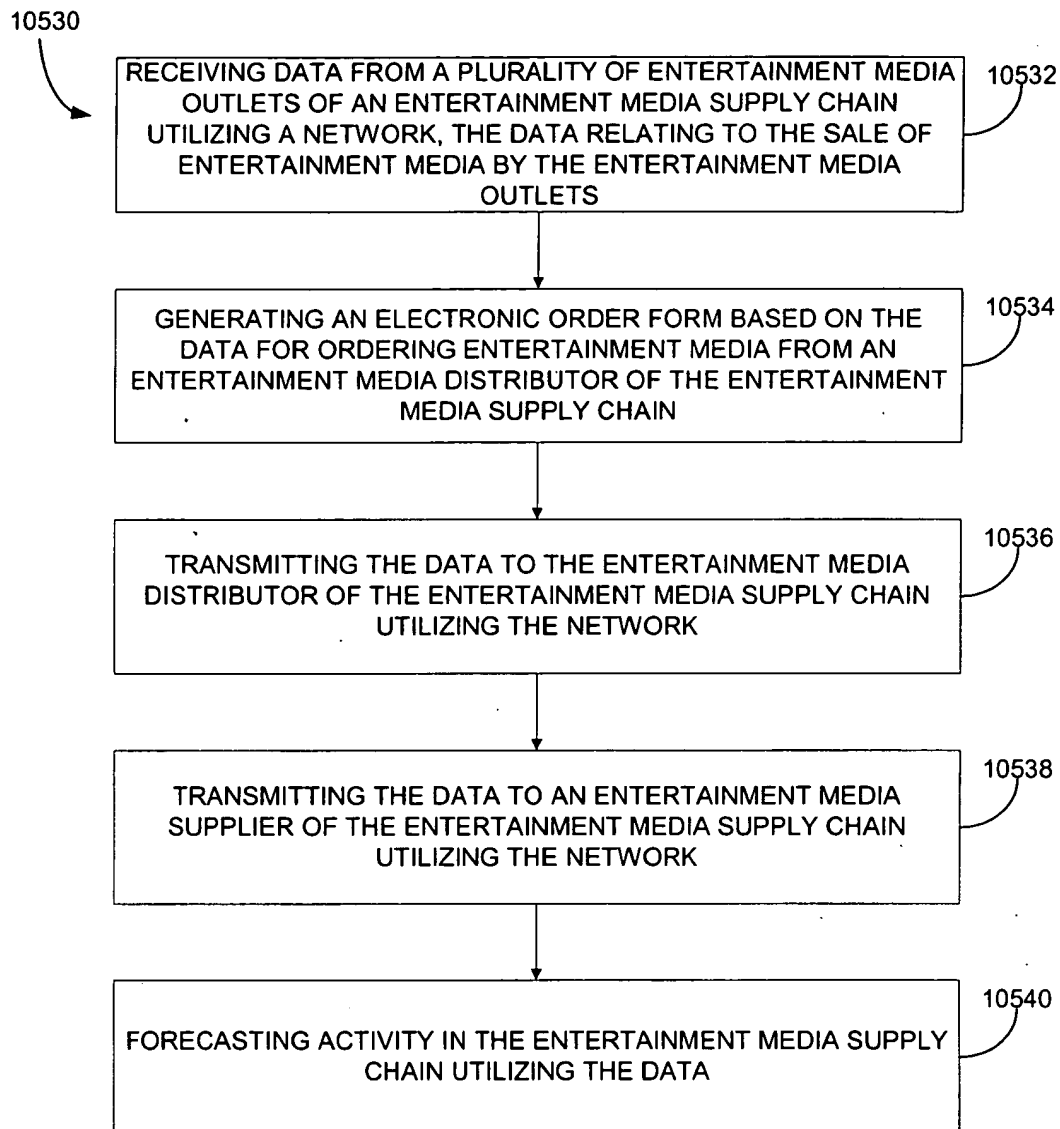 10530
RECEIVING DATA FROM A PLURALITY OF ENTERTAINMENT MEDIA
OUTLETS OF AN ENTERTAINMENT MEDIA SUPPLY CHAIN
UTILIZING A NETWORK, THE DATA RELATING TO THE SALE OF
ENTERTAINMENT MEDIA BY THE ENTERTAINMENT MEDIA
OUTLETS
10532
GENERATING AN ELECTRONIC ORDER FORM BASED ON THE
DATA FOR ORDERING ENTERTAINMENT MEDIA FROM AN
ENTERTAINMENT MEDIA DISTRIBUTOR OF THE ENTERTAINMENT
MEDIA SUPPLY CHAIN
10534
TRANSMITTING THE DATA TO THE ENTERTAINMENT MEDIA
DISTRIBUTOR OF THE ENTERTAINMENT MEDIA SUPPLY CHAIN
UTILIZING THE NETWORK
10536
TRANSMITTING THE DATA TO AN ENTERTAINMENT MEDIA
SUPPLIER OF THE ENTERTAINMENT MEDIA SUPPLY CHAIN
UTILIZING THE NETWORK
10538
FORECASTING ACTIVITY IN THE ENTERTAINMENT MEDIA SUPPLY
CHAIN UTILIZING THE DATA
10540